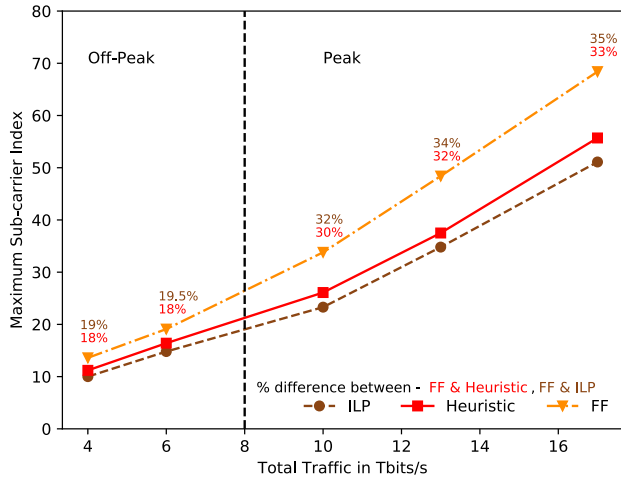 80
70
60
50
40
30
20
10
0
Maximum Sub-carrier Index
Off-Peak
Peak
19%
18%
19.5%
18%
32%
30%
34%
32%
35%
33%
% difference between - FF & Heuristic , FF & ILP
ILP Heuristic FF
4 6 8 10 12 14 16
Total Traffic in Tbits/s